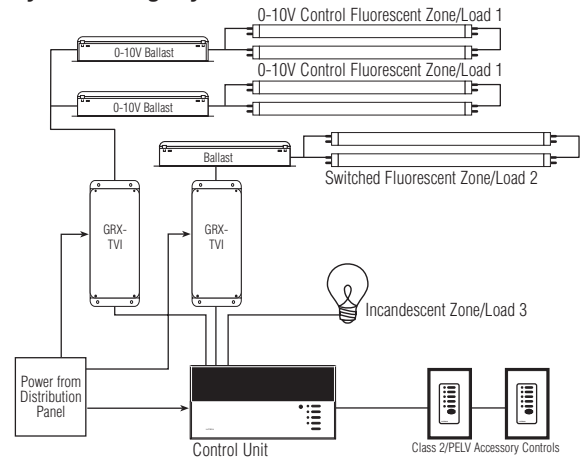 0-10V Control Fluorescent Zone/Load 1
0-10V Ballast
0-10V Control Fluorescent Zone/Load 1
0-10V Ballast
Ballast
Switched Fluorescent Zone/Load 2
GRX-
TVI
GRX-
TVI
Incandescent Zone/Load 3
Power from
Distribution
Panel
Control Unit
Class 2/PELV Accessory Controls